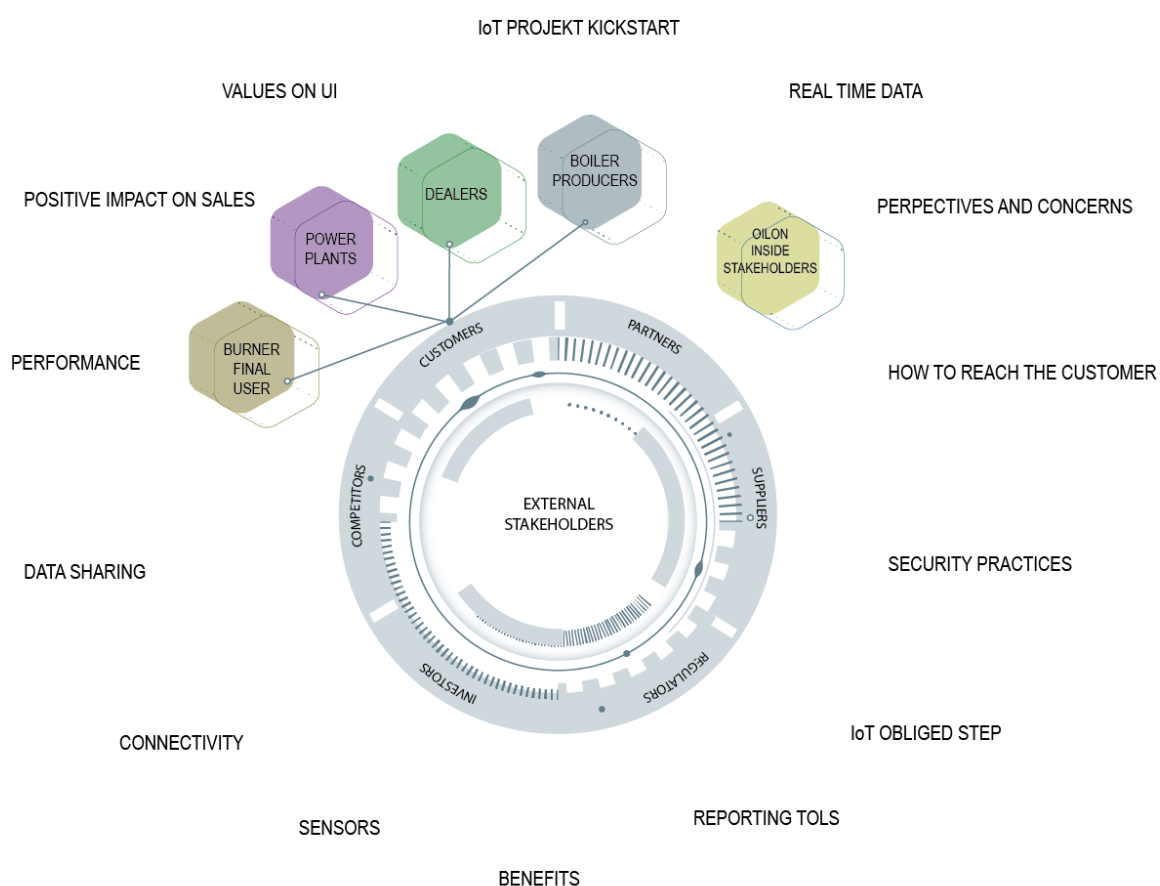 IoT PROJEKT KICKSTART
VALUES ON UI
REAL TIME DATA
BOILER
PRODUCERS
DEALERS
POSITIVE IMPACT ON SALES
PERPECTIVES AND CONCERNS
POWER
PLANTS
OILON
INSIDE
STAKEHOLDERS
CUSTOMERS
PARTNERS
PERFORMANCE
BURNER
FINAL
USER
HOW TO REACH THE CUSTOMER
COMPETITORS
SUPPLIERS
EXTERNAL
STAKEHOLDERS
DATA SHARING
SECURITY PRACTICES
INVESTORS
REGULATORS
CONNECTIVITY
IoT OBLIGED STEP
SENSORS
REPORTING TOLS
BENEFITS